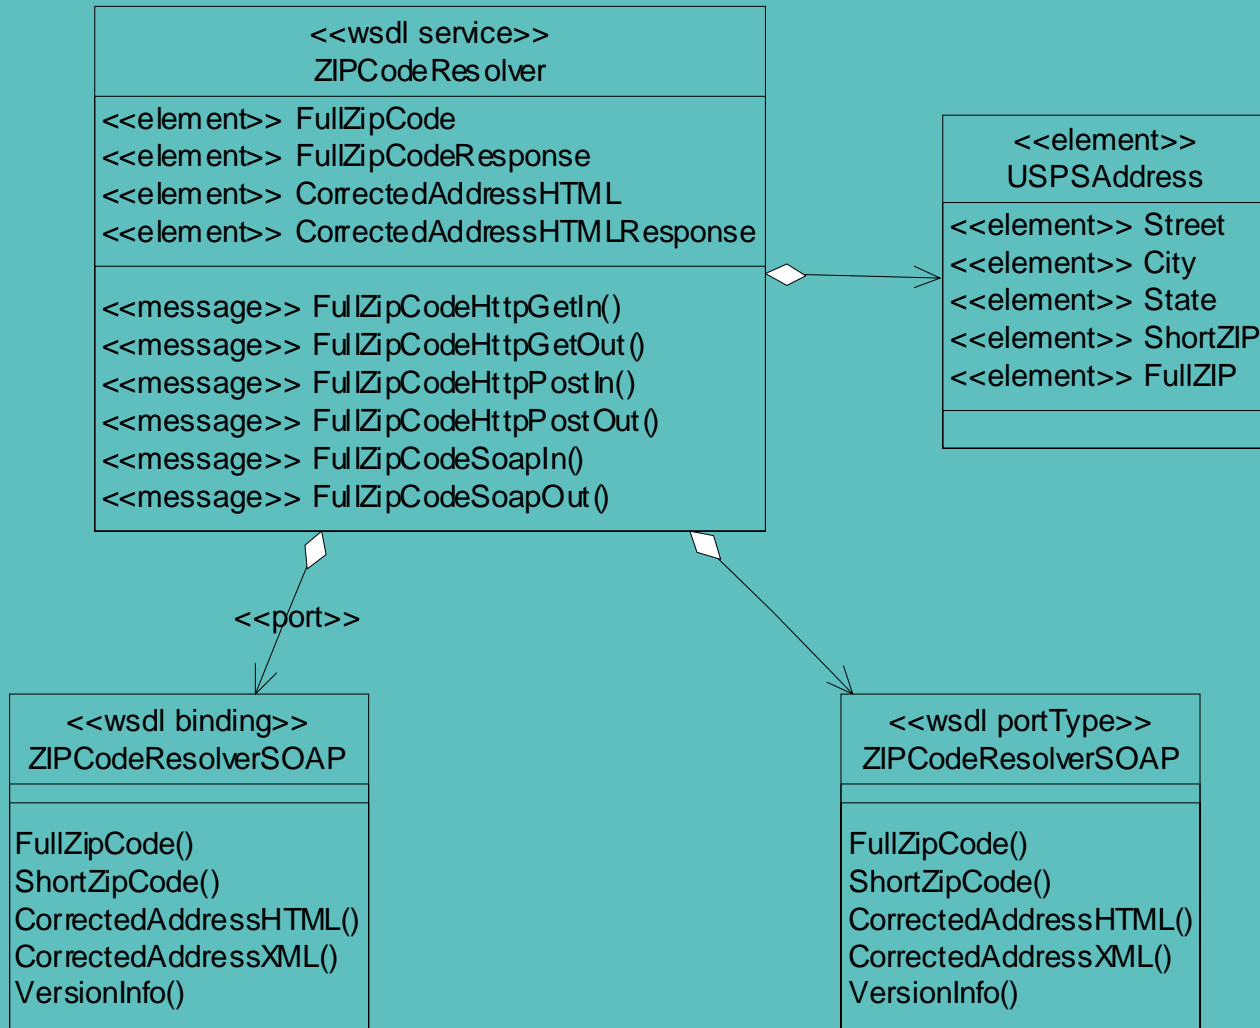 <<wsdl service>>
ZIPCodeResolver
<<element>> FullZipCode
<<element>> FullZipCodeResponse
<<element>> CorrectedAddressHTML
<<element>> CorrectedAddressHTMLResponse
<<message>> FullZipCodeHttpGetIn()
<<message>> FullZipCodeHttpGetOut()
<<message>> FullZipCodeHttpPostIn()
<<message>> FullZipCodeHttpPostOut()
<<message>> FullZipCodeSoapIn()
<<message>> FullZipCodeSoapOut()
<<element>>
USPSAddress
<<element>> Street
<<element>> City
<<element>> State
<<element>> ShortZIP
<<element>> FullZIP
<<port>>
<<wsdl binding>>
ZIPCodeResolverSOAP
FullZipCode()
ShortZipCode()
CorrectedAddressHTML()
CorrectedAddressXML()
VersionInfo()
<<wsdl portType>>
ZIPCodeResolverSOAP
FullZipCode()
ShortZipCode()
CorrectedAddressHTML()
CorrectedAddressXML()
VersionInfo()